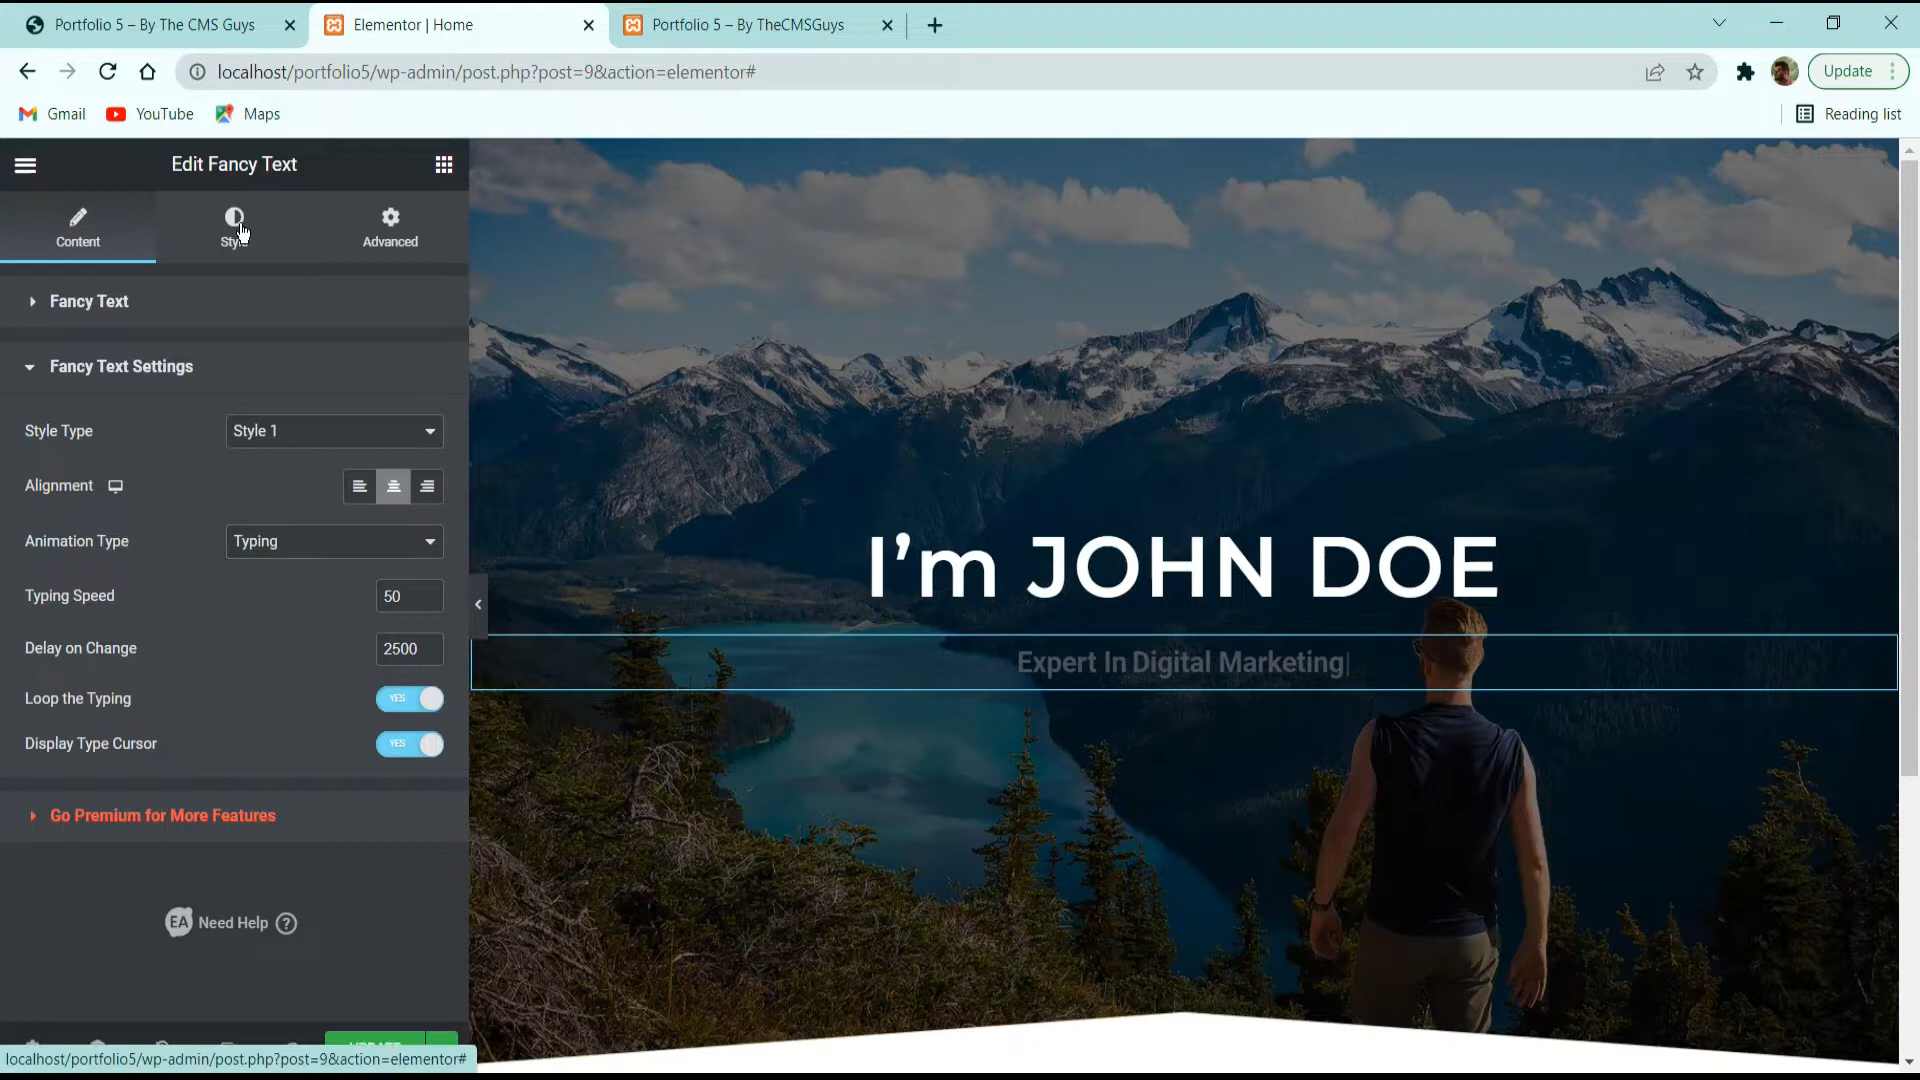 Portfolio 5 – By The CMS Guys
Elementor | Home
Portfolio 5 – By TheCMSGuys
localhost/portfolio5/wp-admin/post.php?post=9&action=elementor#
Update
Gmail
YouTube
Maps
Reading list
Edit Fancy Text
Content
Style
Advanced
Fancy Text
Fancy Text Settings
Style Type
Style 1
Alignment
Animation Type
Typing
Typing Speed
50
Delay on Change
2500
Loop the Typing
YES
Display Type Cursor
YES
Go Premium for More Features
EA Need Help ?
UPDATE
localhost/portfolio5/wp-admin/post.php?post=9&action=elementor#
I’m JOHN DOE
Expert In Digital Marketing|